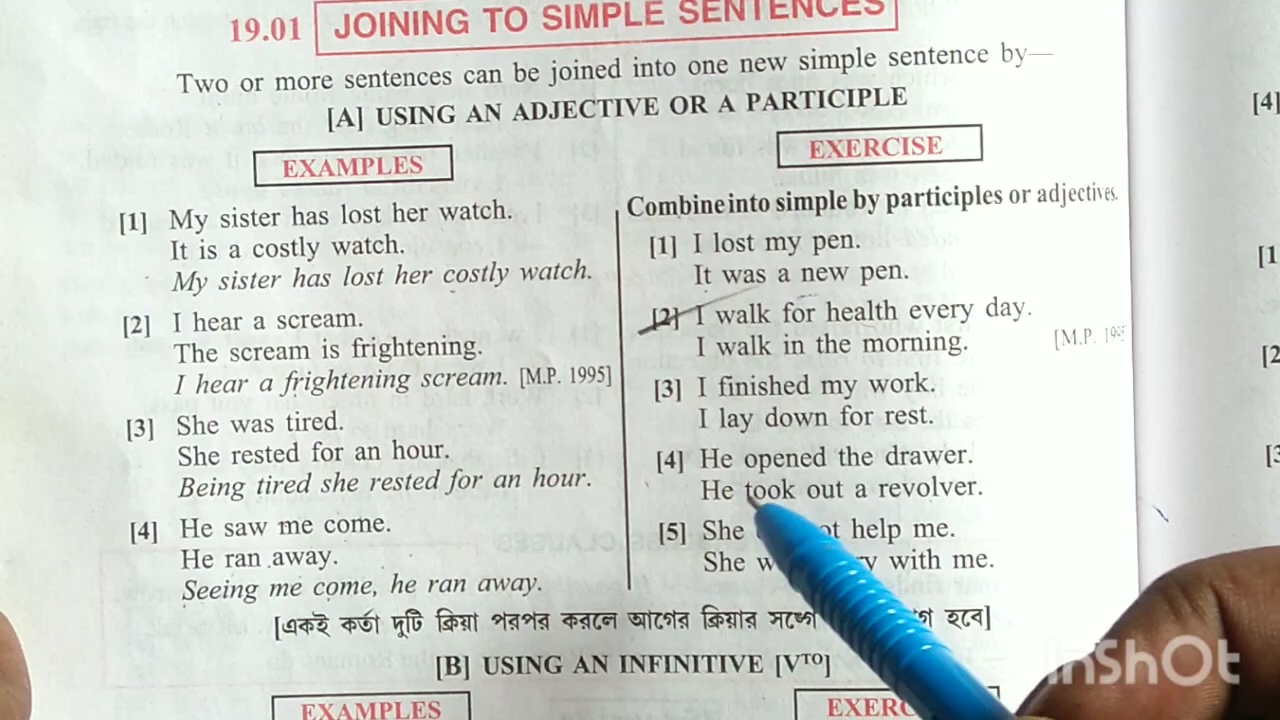 19.01 JOINING TO SIMPLE SENTENCES
Two or more sentences can be joined into one new simple sentence by—
[A] USING AN ADJECTIVE OR A PARTICIPLE
EXAMPLES
[1] My sister has lost her watch.
It is a costly watch.
My sister has lost her costly watch.
[2] I hear a scream.
The scream is frightening.
I hear a frightening scream. [M.P. 1995]
[3] She was tired.
She rested for an hour.
Being tired she rested for an hour.
[4] He saw me come.
He ran away.
Seeing me come, he ran away.
EXERCISE
Combine into simple by participles or adjectives.
[1] I lost my pen.
It was a new pen.
[2] I walk for health every day.
I walk in the morning. [M.P.
[3] I finished my work.
I lay down for rest.
[4] He opened the drawer.
He took out a revolver.
[5] She help me.
She with me.
[একই কর্তা দুটি ক্রিয়া পরপর করলে আগের ক্রিয়ার সঙ্গে হবে]
[B] USING AN INFINITIVE [Vᵀᴼ]
EXAMPLES
[4]
[1
[2
[3
InShOt